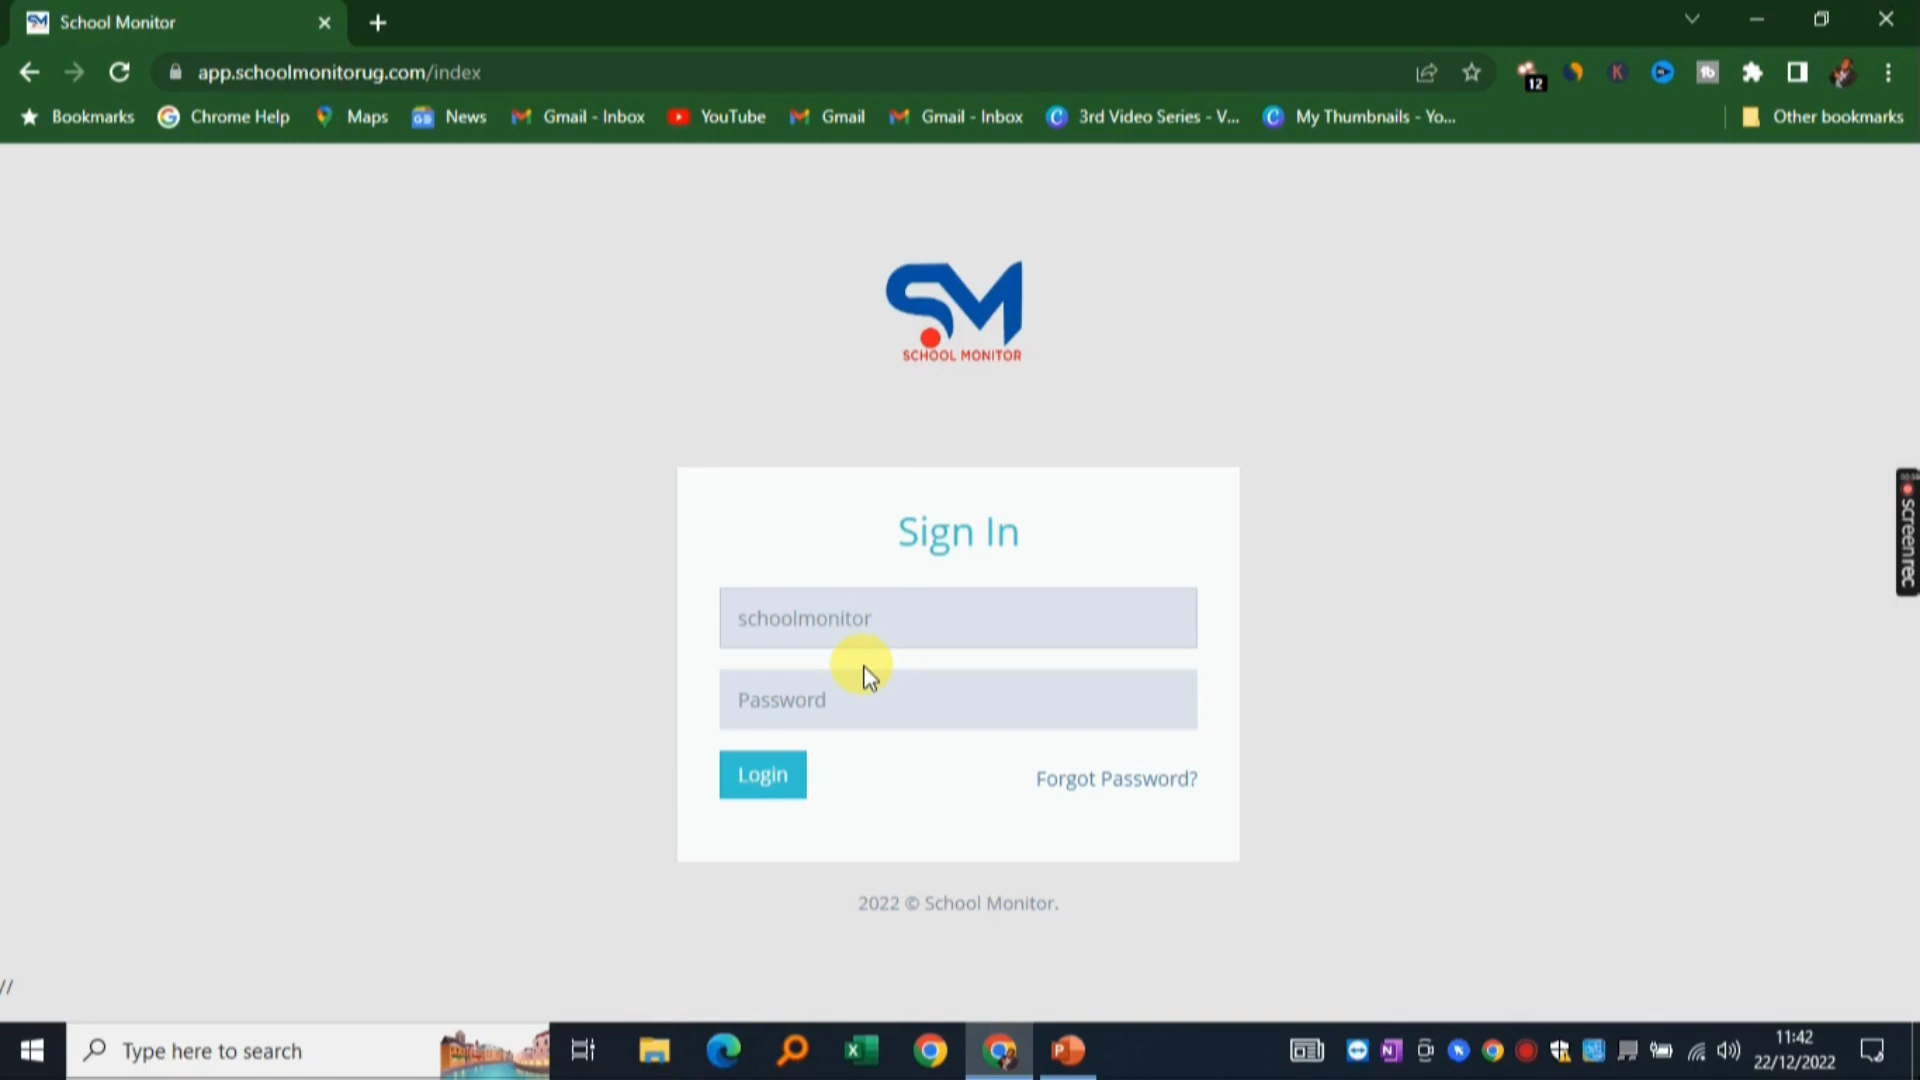 School Monitor
app.schoolmonitorug.com/index
12
K
Bookmarks
Chrome Help
Maps
News
Gmail - Inbox
YouTube
Gmail
Gmail - Inbox
3rd Video Series - V...
My Thumbnails - Yo...
Other bookmarks
SM
SCHOOL MONITOR
Sign In
schoolmonitor
Password
Login
Forgot Password?
2022 © School Monitor.
//
screenrec
Type here to search
11:42
22/12/2022